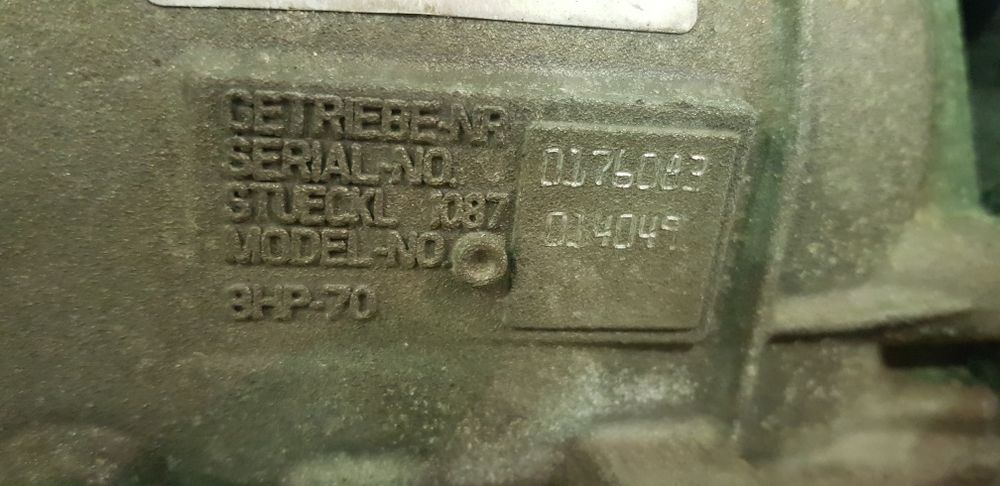 GETRIEBE-NR
SERIAL-NO. 0176083
STUECKL 1087
MODEL-NO. 014049
8HP-70